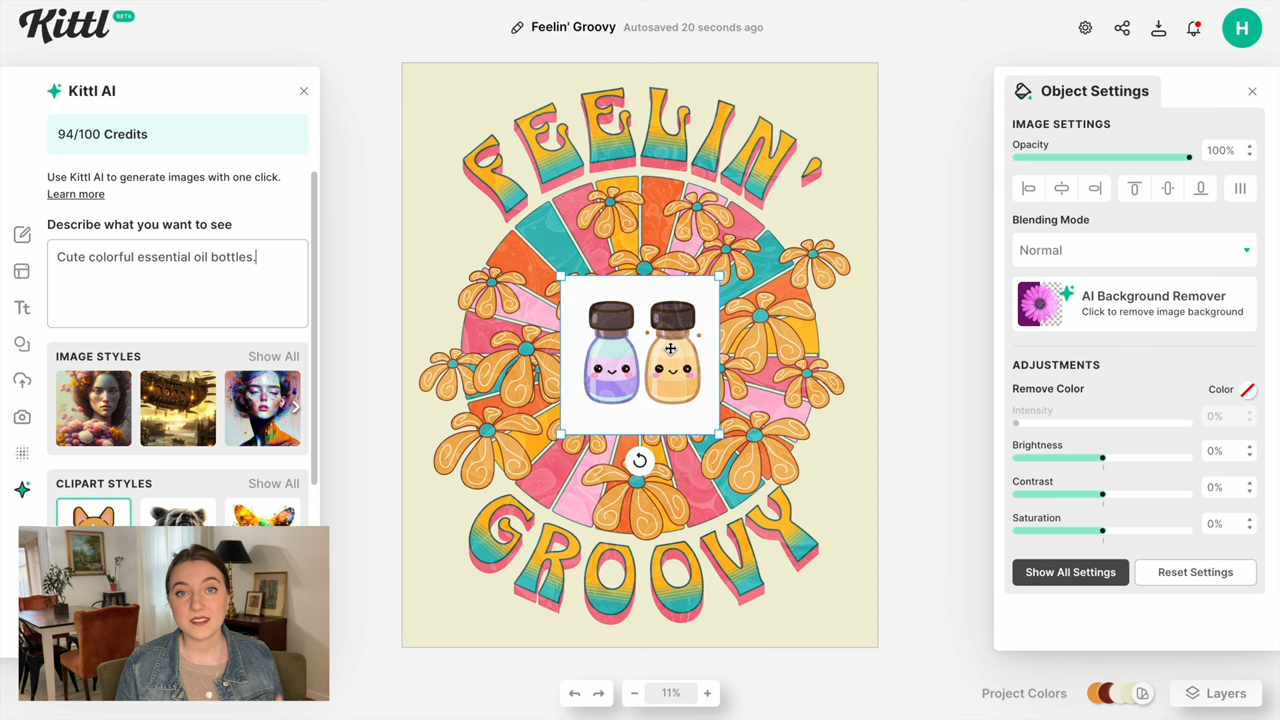 Kittl BETA
Feelin' Groovy Autosaved 20 seconds ago
H
Kittl AI
94/100 Credits
Use Kittl AI to generate images with one click.
Learn more
Describe what you want to see
Cute colorful essential oil bottles.
IMAGE STYLES Show All
CLIPART STYLES Show All
Tt
FEELIN'
GROOVY
11%
Object Settings
IMAGE SETTINGS
Opacity
100%
Blending Mode
Normal
AI Background Remover
Click to remove image background
ADJUSTMENTS
Remove Color Color
Intensity
0%
Brightness
0%
Contrast
0%
Saturation
0%
Show All Settings Reset Settings
Project Colors Layers